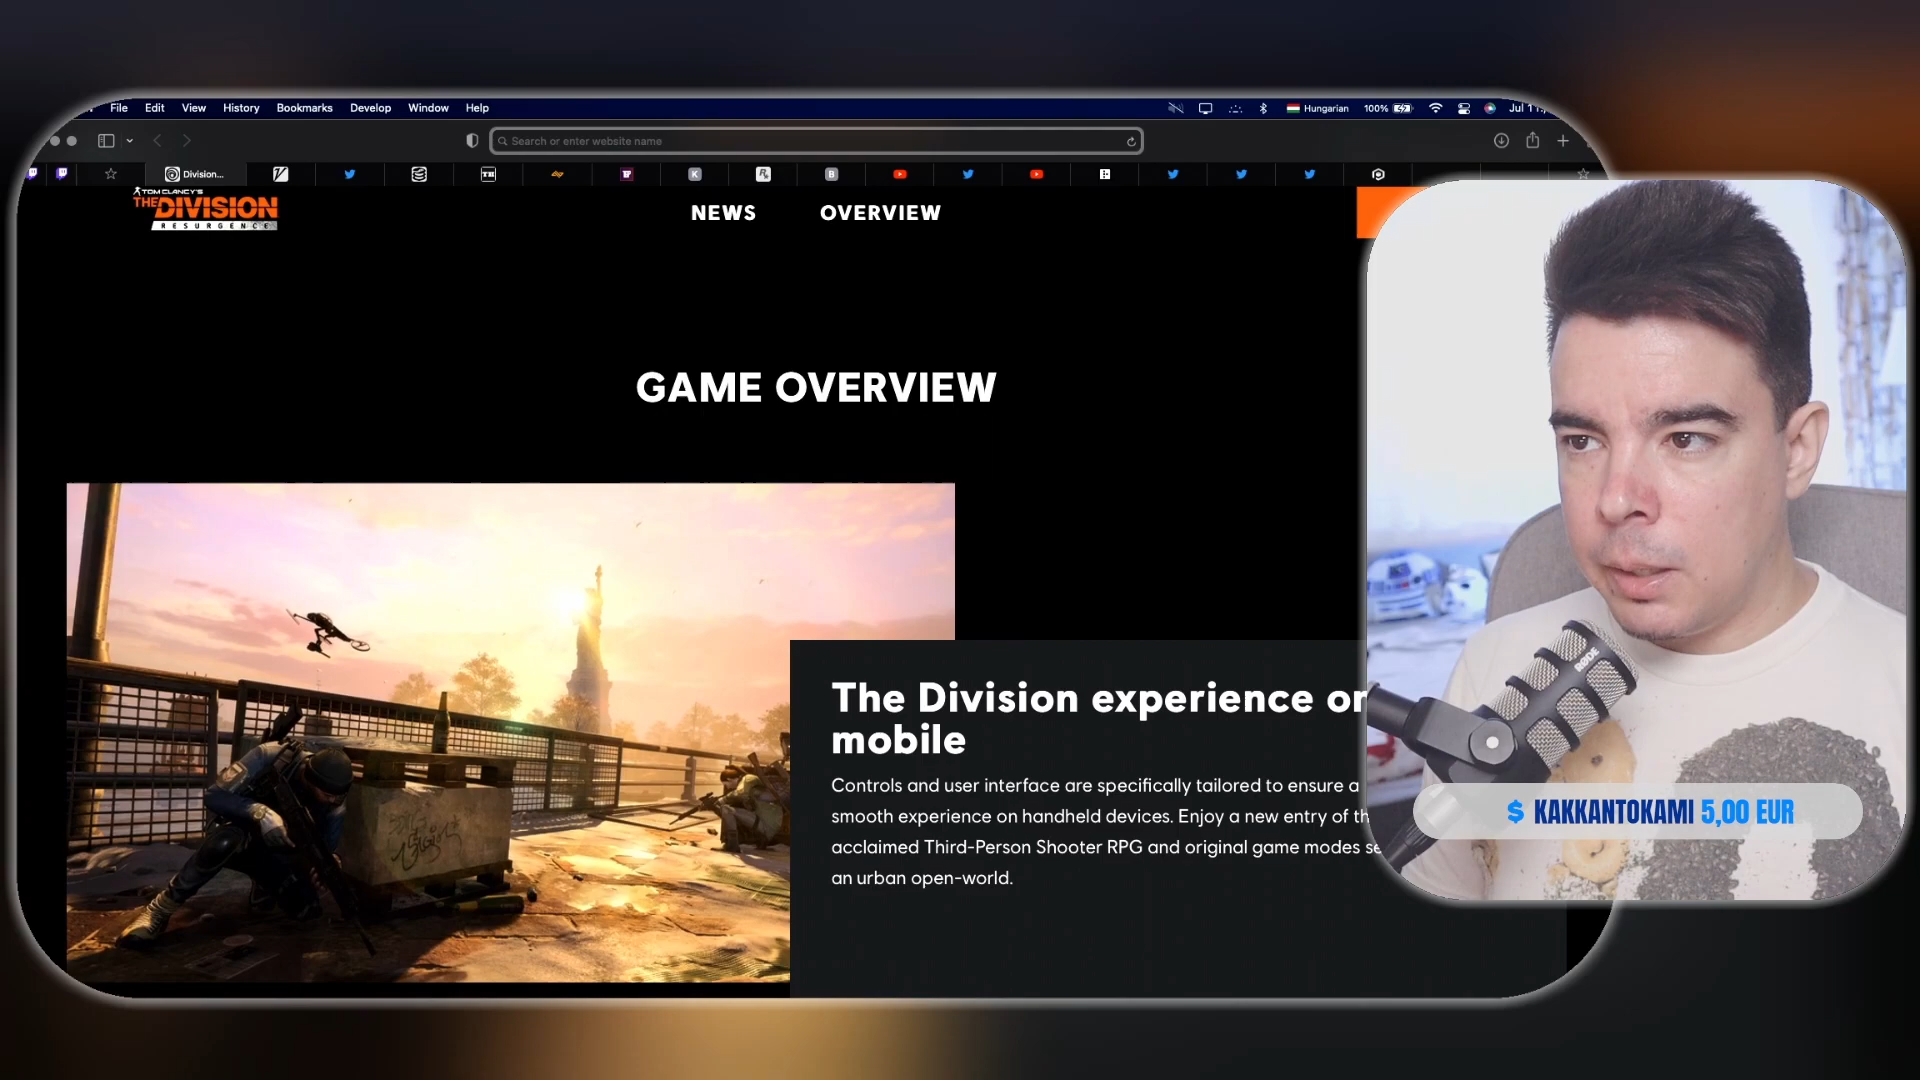 File Edit View History Bookmarks Develop Window Help
Hungarian 100%
Search or enter website name
Division...
TOM CLANCY'S
THE DIVISION
RESURGENCE
NEWS OVERVIEW
GAME OVERVIEW
The Division experience on
mobile
Controls and user interface are specifically tailored to ensure a
smooth experience on handheld devices. Enjoy a new entry of
acclaimed Third-Person Shooter RPG and original game modes
an urban open-world.
RØDE
$ KAKKANTOKAMI 5,00 EUR